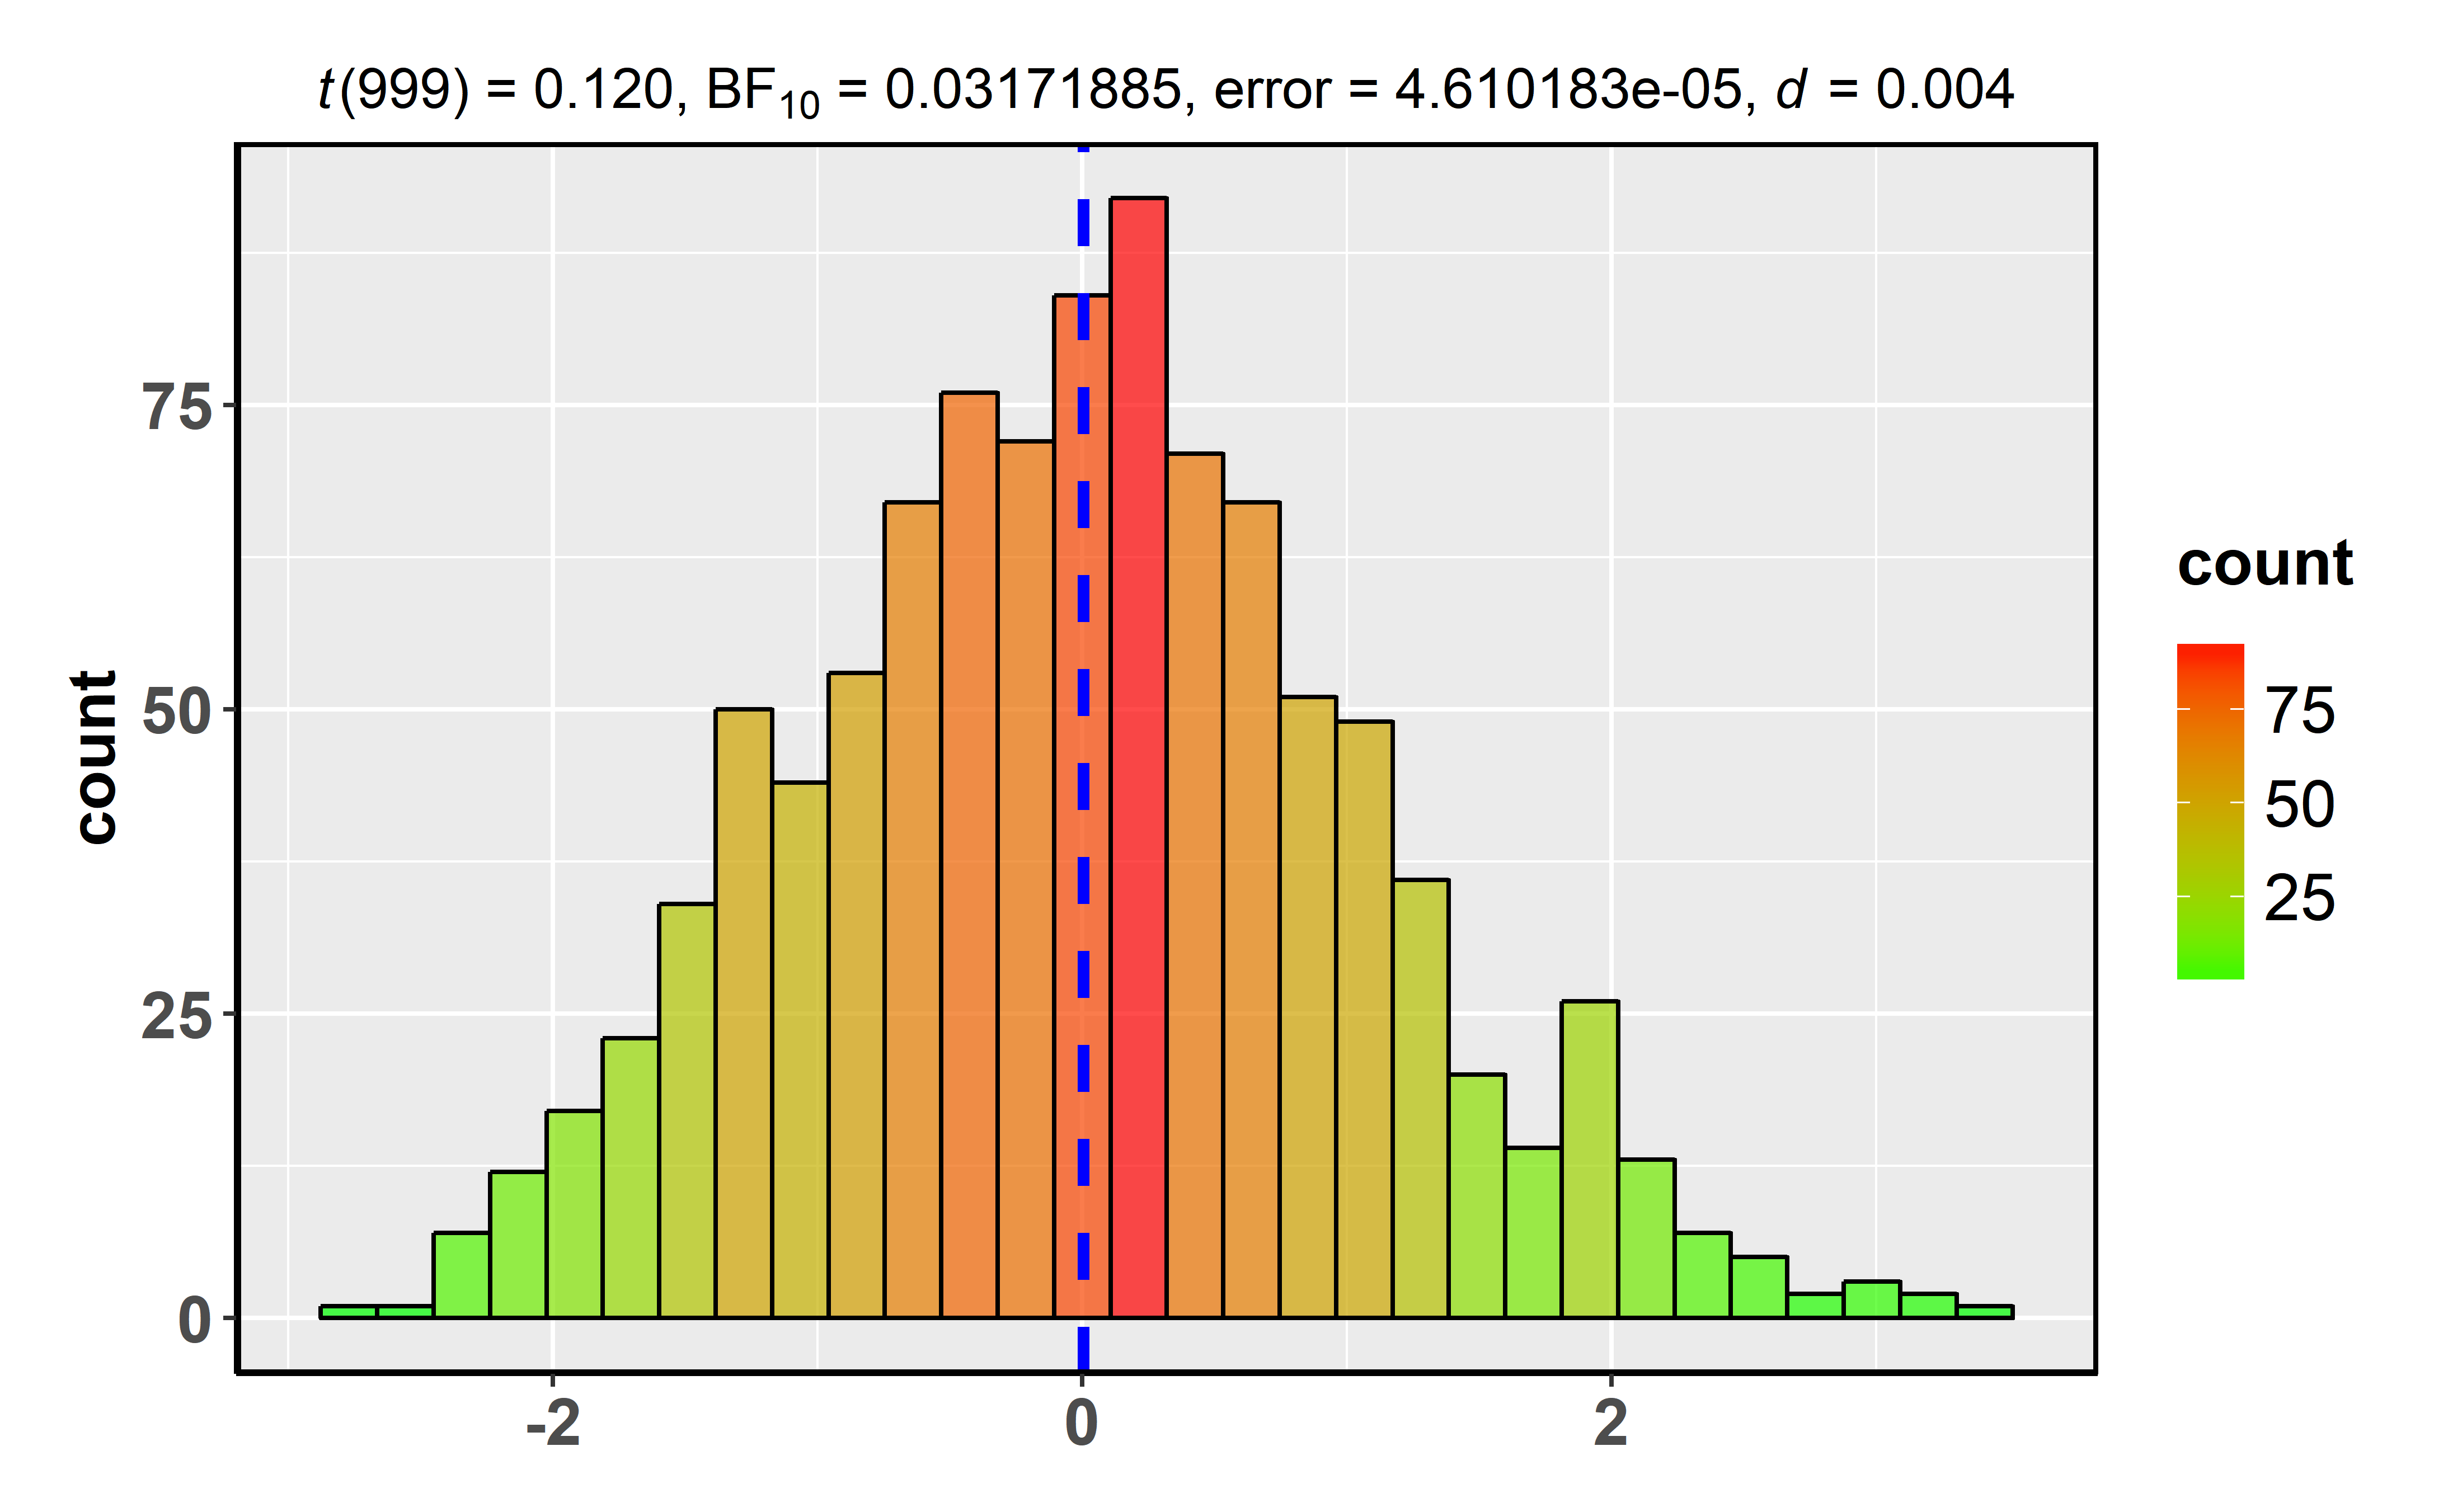 t(999) = 0.120, BF₁₀ = 0.03171885, error = 4.610183e-05, d = 0.004
count
75
50
25
0
-2 0 2
count
75
50
25